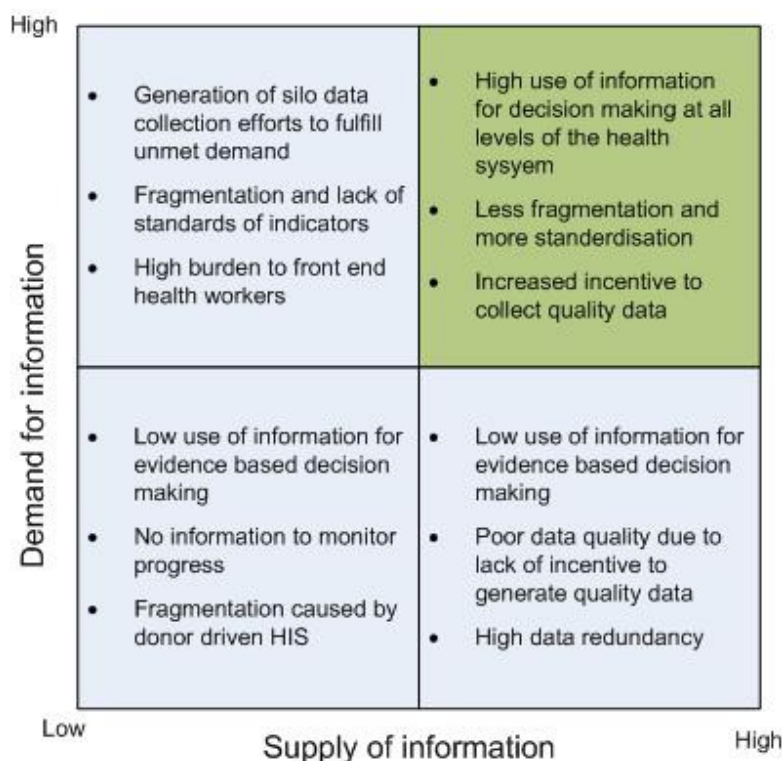 High
• Generation of silo data
collection efforts to fulfill
unmet demand
• Fragmentation and lack of
standards of indicators
• High burden to front end
health workers
• High use of information
for decision making at all
levels of the health
sysyem
• Less fragmentation and
more standerdisation
• Increased incentive to
collect quality data
Demand for information
• Low use of information for
evidence based decision
making
• No information to monitor
progress
• Fragmentation caused by
donor driven HIS
• Low use of information for
evidence based decision
making
• Poor data quality due to
lack of incentive to
generate quality data
• High data redundancy
Low
Supply of information
High